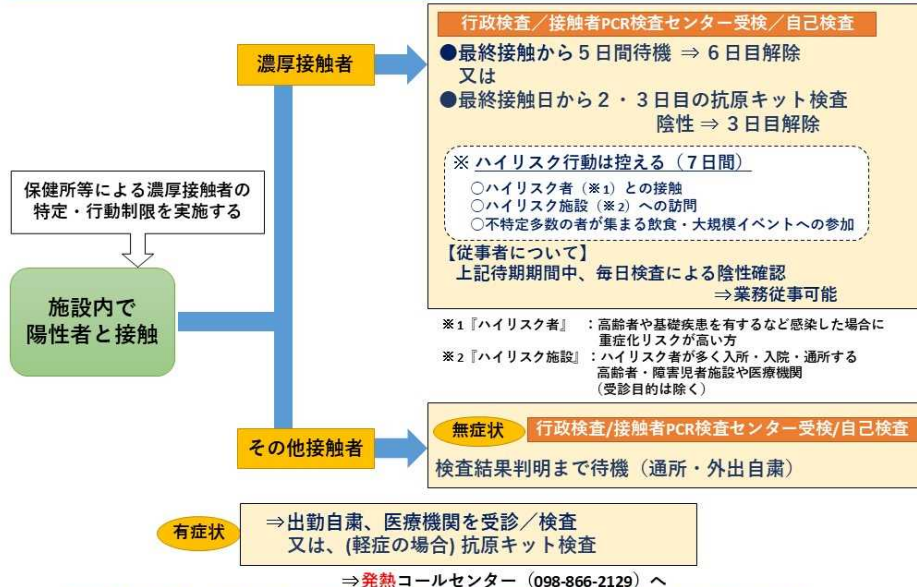 濃厚接触者
行政検査／接触者PCR検査センター受検／自己検査
●最終接触から５日間待機 ⇒ ６日目解除
又は
●最終接触日から２・３日目の抗原キット検査
陰性 ⇒ ３日目解除
※ ハイリスク行動は控える（７日間）
○ハイリスク者（※１）との接触
○ハイリスク施設（※２）への訪問
○不特定多数の者が集まる飲食・大規模イベントへの参加
【従事者について】
上記待期期間中、毎日検査による陰性確認
⇒業務従事可能
保健所等による濃厚接触者の
特定・行動制限を実施する
施設内で
陽性者と接触
※１『ハイリスク者』 ：高齢者や基礎疾患を有するなど感染した場合に
重症化リスクが高い方
※２『ハイリスク施設』：ハイリスク者が多く入所・入院・通所する
高齢者・障害児者施設や医療機関
（受診目的は除く）
その他接触者
無症状
行政検査/接触者PCR検査センター受検/自己検査
検査結果判明まで待機（通所・外出自粛）
有症状
⇒出勤自粛、医療機関を受診／検査
又は、(軽症の場合) 抗原キット検査
⇒発熱コールセンター（098-866-2129）へ